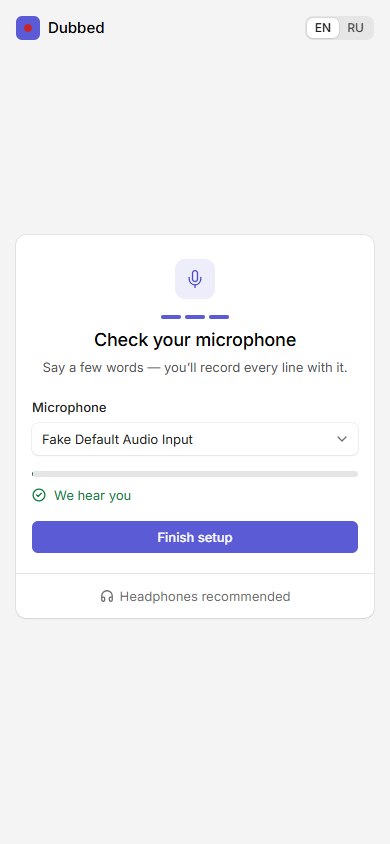 Dubbed
EN RU
Check your microphone
Say a few words — you’ll record every line with it.
Microphone
Fake Default Audio Input
We hear you
Finish setup
Headphones recommended